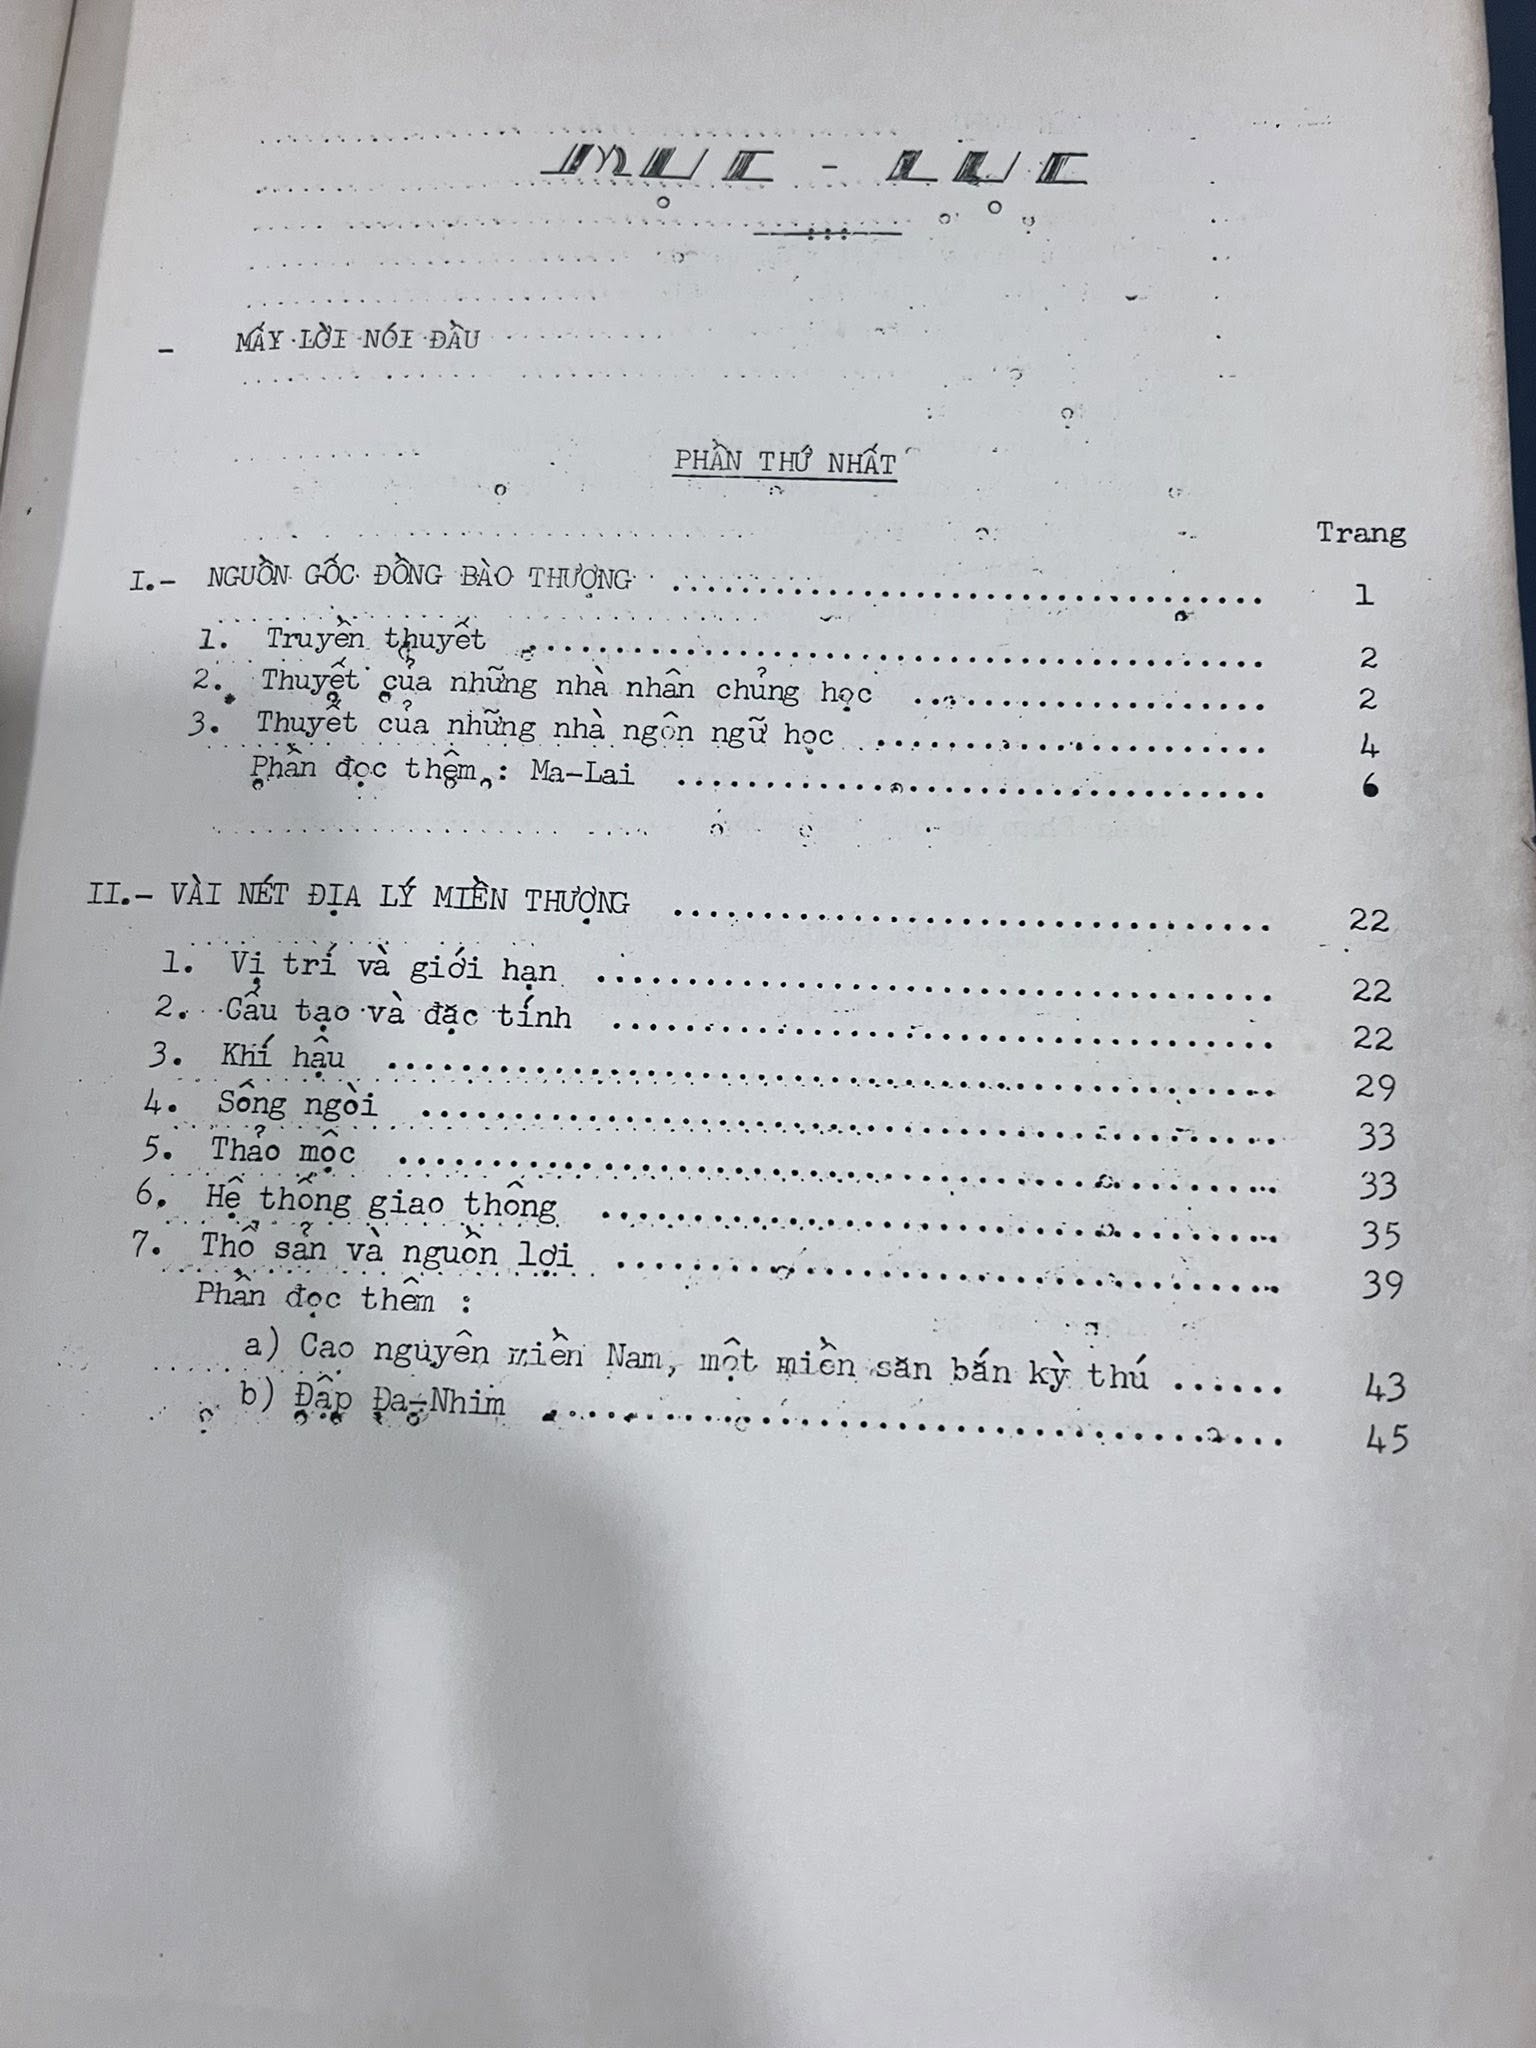 MỤC - LỤC
- MẤY LỜI NÓI ĐẦU
PHẦN THỨ NHẤT
Trang
I.- NGUỒN GỐC ĐỒNG BÀO THƯỢNG ........................ 1
1. Truyền thuyết ........................ 2
2. Thuyết của những nhà nhân chủng học ........................ 2
3. Thuyết của những nhà ngôn ngữ học ........................ 4
Phần đọc thêm : Ma-Lai ........................ 6
II.- VÀI NÉT ĐỊA LÝ MIỀN THƯỢNG ........................ 22
1. Vị trí và giới hạn ........................ 22
2. Cấu tạo và đặc tính ........................ 22
3. Khí hậu ........................ 29
4. Sông ngòi ........................ 33
5. Thảo mộc ........................ 33
6. Hệ thống giao thông ........................ 35
7. Thổ sản và nguồn lợi ........................ 39
Phần đọc thêm :
a) Cao nguyên miền Nam, một miền săn bắn kỳ thú ...... 43
b) Đập Đa-Nhim ........................ 45